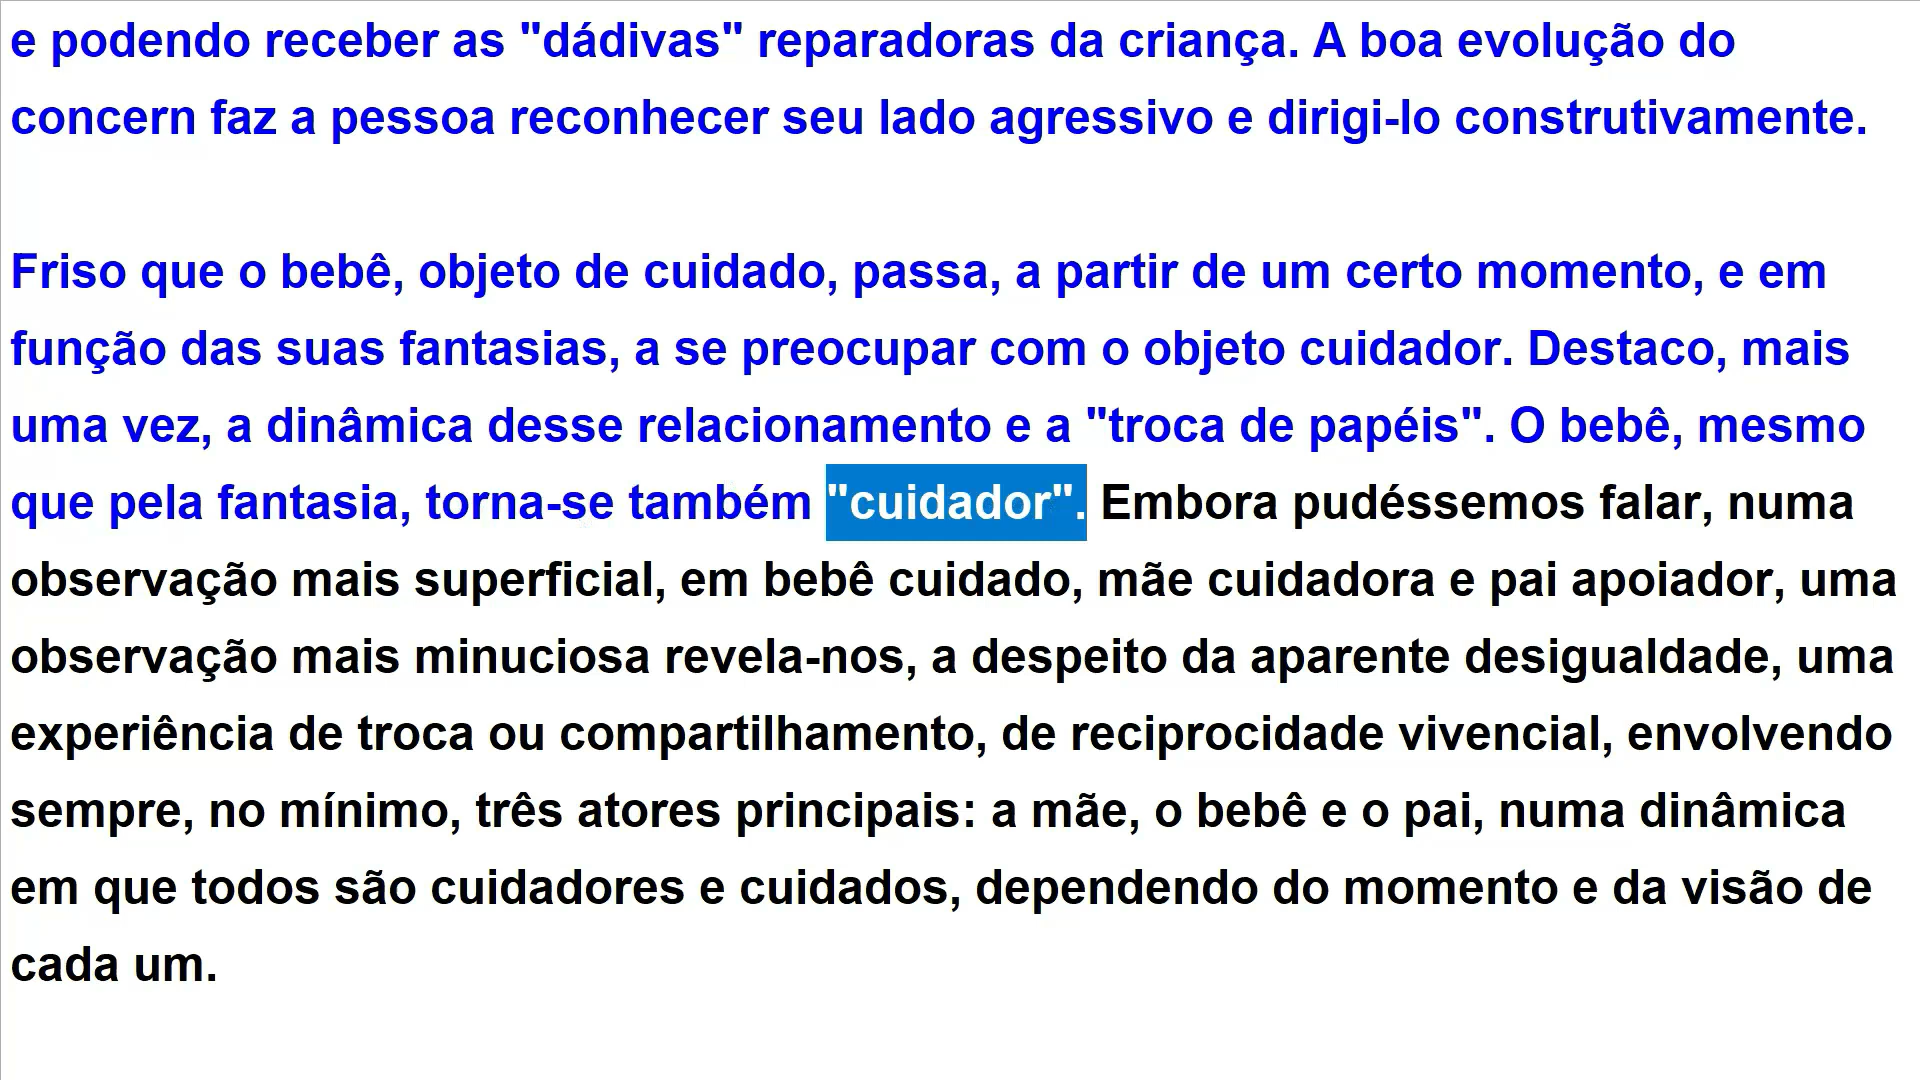 e podendo receber as "dádivas" reparadoras da criança. A boa evolução do
concern faz a pessoa reconhecer seu lado agressivo e dirigi-lo construtivamente.
Friso que o bebê, objeto de cuidado, passa, a partir de um certo momento, e em
função das suas fantasias, a se preocupar com o objeto cuidador. Destaco, mais
uma vez, a dinâmica desse relacionamento e a "troca de papéis". O bebê, mesmo
que pela fantasia, torna-se também "cuidador". Embora pudéssemos falar, numa
observação mais superficial, em bebê cuidado, mãe cuidadora e pai apoiador, uma
observação mais minuciosa revela-nos, a despeito da aparente desigualdade, uma
experiência de troca ou compartilhamento, de reciprocidade vivencial, envolvendo
sempre, no mínimo, três atores principais: a mãe, o bebê e o pai, numa dinâmica
em que todos são cuidadores e cuidados, dependendo do momento e da visão de
cada um.